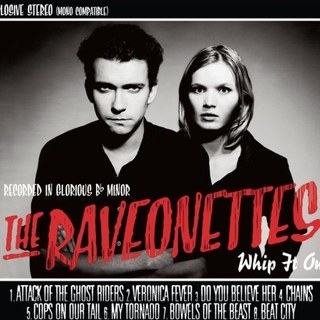 PLOSIVE STEREO (MONO COMPATIBLE)
RECORDED IN GLORIOUS Bb MINOR
THE RAVEONETTES
Whip It On
1. ATTACK OF THE GHOST RIDERS 2 VERONICA FEVER 3 DO YOU BELIEVE HER 4 CHAINS
5. COPS ON OUR TAIL 6. MY TORNADO 7. BOWELS OF THE BEAST 8. BEAT CITY